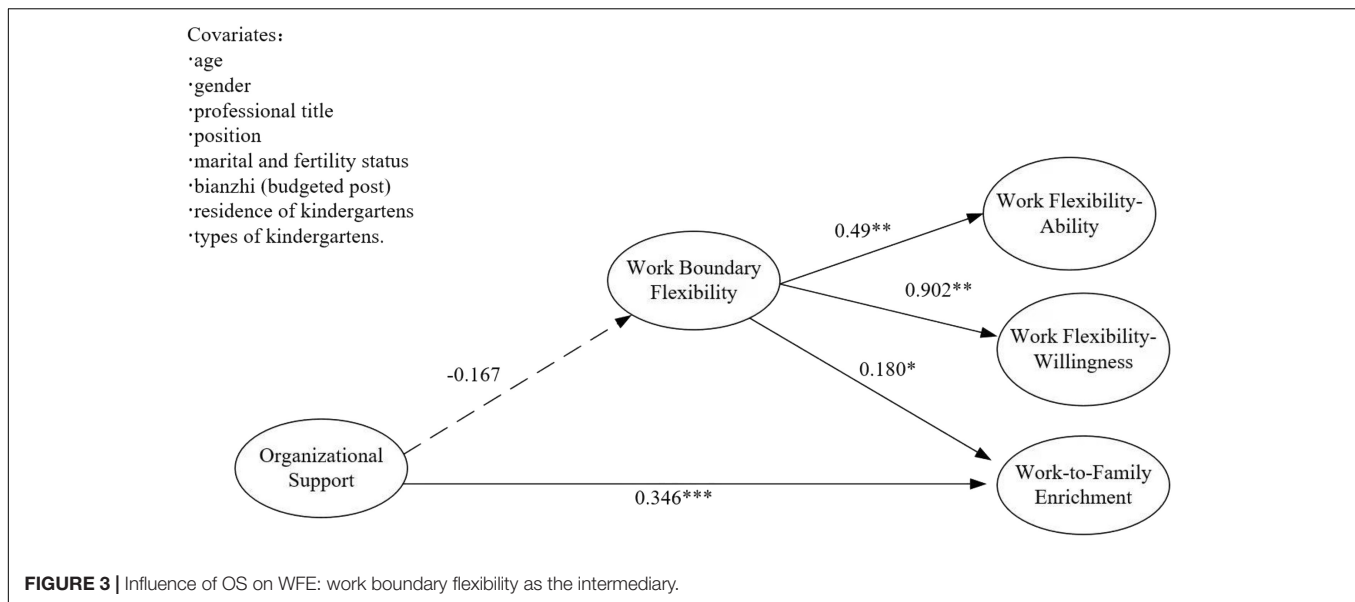 Covariates：
·age
·gender
·professional title
·position
·marital and fertility status
·bianzhi (budgeted post)
·residence of kindergartens
·types of kindergartens.
Work Flexibility-
Ability
0.49**
Work Boundary
Flexibility
0.902**
Work Flexibility-
Willingness
0.180*
-0.167
Organizational
Support
Work-to-Family
Enrichment
0.346***
FIGURE 3 | Influence of OS on WFE: work boundary flexibility as the intermediary.